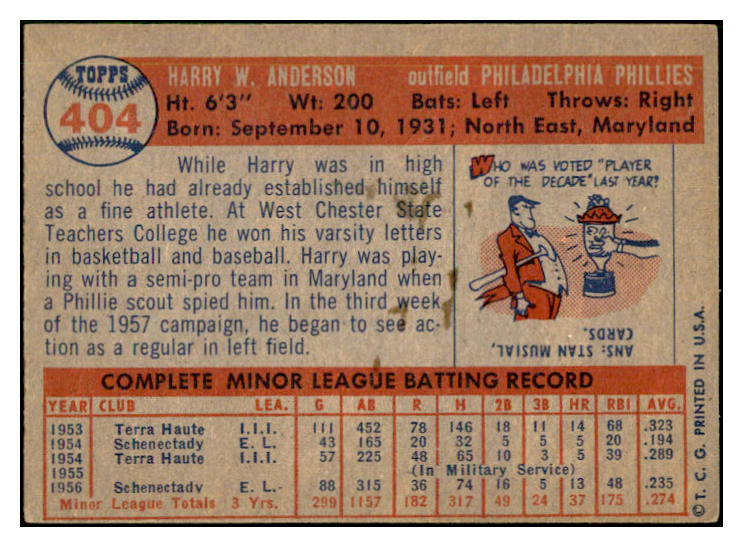 TOPPS
404
HARRY W. ANDERSON outfield PHILADELPHIA PHILLIES
Ht. 6'3" Wt: 200 Bats: Left Throws: Right
Born: September 10, 1931; North East, Maryland
While Harry was in high
school he had already established himself
as a fine athlete. At West Chester State
Teachers College he won his varsity letters
in basketball and baseball. Harry was play-
ing with a semi-pro team in Maryland when
a Phillie scout spied him. In the third week
of the 1957 campaign, he began to see ac-
tion as a regular in left field.
WHO WAS VOTED "PLAYER
OF THE DECADE" LAST YEAR?
ANS: STAN MUSIAL,
CARDS.
COMPLETE MINOR LEAGUE BATTING RECORD
YEAR CLUB LEA. G AB R H 2B 3B HR RBI AVG.
1953 Terra Haute I.I.I. 111 452 78 146 18 11 14 68 .323
1954 Schenectady E. L. 43 165 20 32 5 5 5 20 .194
1954 Terra Haute I.I.I. 57 225 48 65 10 3 5 39 .289
1955 (In Military Service)
1956 Schenectady E. L. 88 315 36 74 16 5 13 48 .235
Minor League Totals 3 Yrs. 299 1157 182 317 49 24 37 175 .274
© T. C. G. PRINTED IN U.S.A.